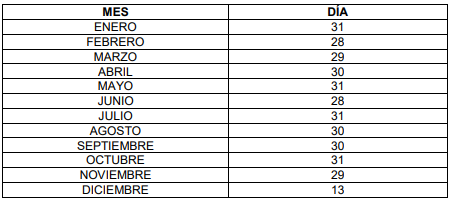 MES DÍA
ENERO 31
FEBRERO 28
MARZO 29
ABRIL 30
MAYO 31
JUNIO 28
JULIO 31
AGOSTO 30
SEPTIEMBRE 30
OCTUBRE 31
NOVIEMBRE 29
DICIEMBRE 13